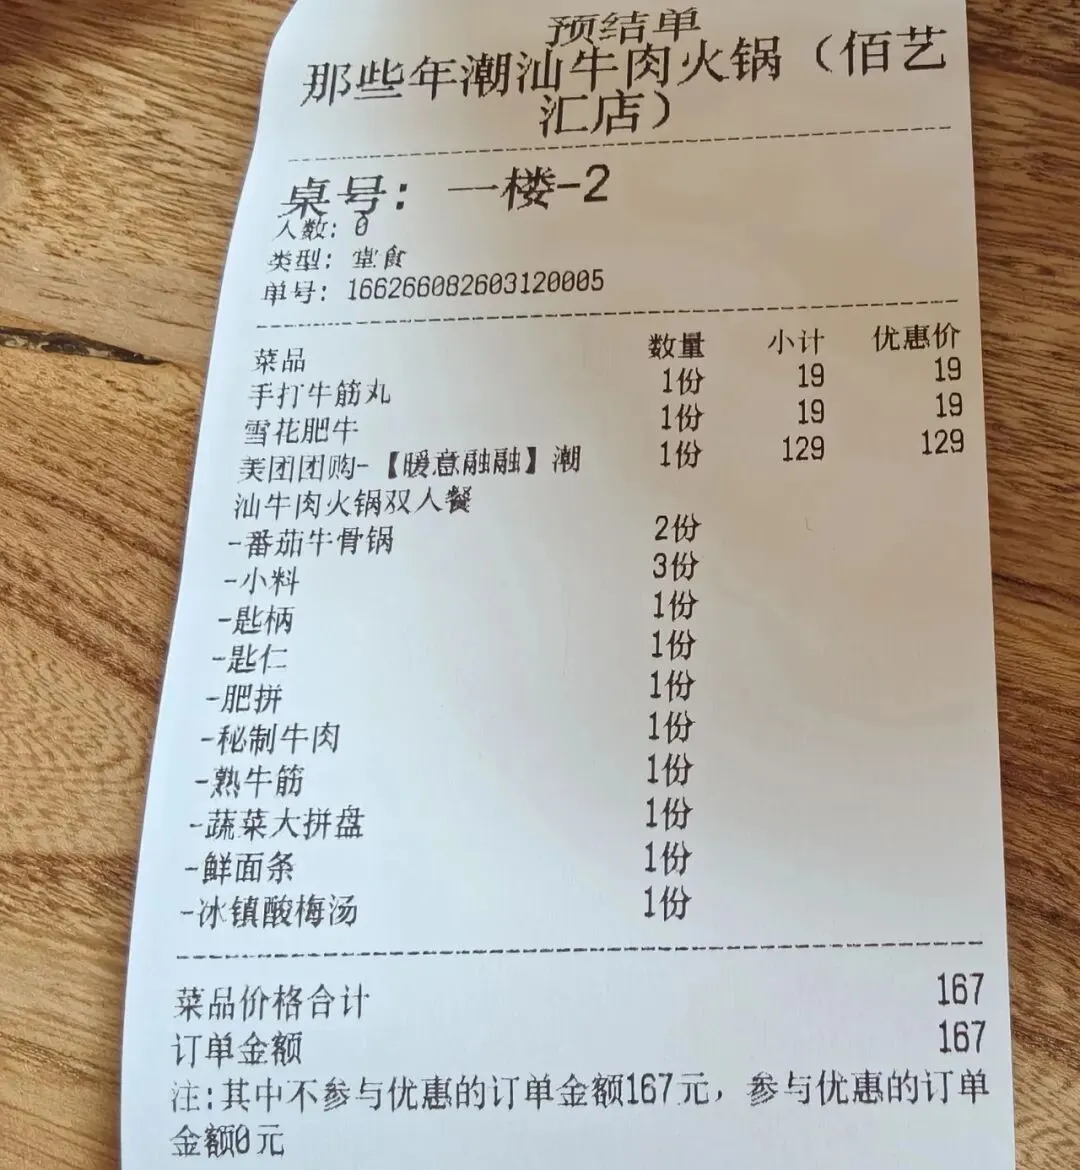 预结单
那些年潮汕牛肉火锅（佰艺
汇店）
桌号： 一楼-2
人数: 0
类型: 堂食
单号: 166266082603120005
菜品 数量 小计 优惠价
手打牛筋丸 1份 19 19
雪花肥牛 1份 19 19
美团团购-【暖意融融】潮 1份 129 129
汕牛肉火锅双人餐
-番茄牛骨锅 2份
-小料 3份
-匙柄 1份
-匙仁 1份
-肥拼 1份
-秘制牛肉 1份
-熟牛筋 1份
-蔬菜大拼盘 1份
-鲜面条 1份
-冰镇酸梅汤 1份
菜品价格合计 167
订单金额 167
注:其中不参与优惠的订单金额167元，参与优惠的订单
金额0元